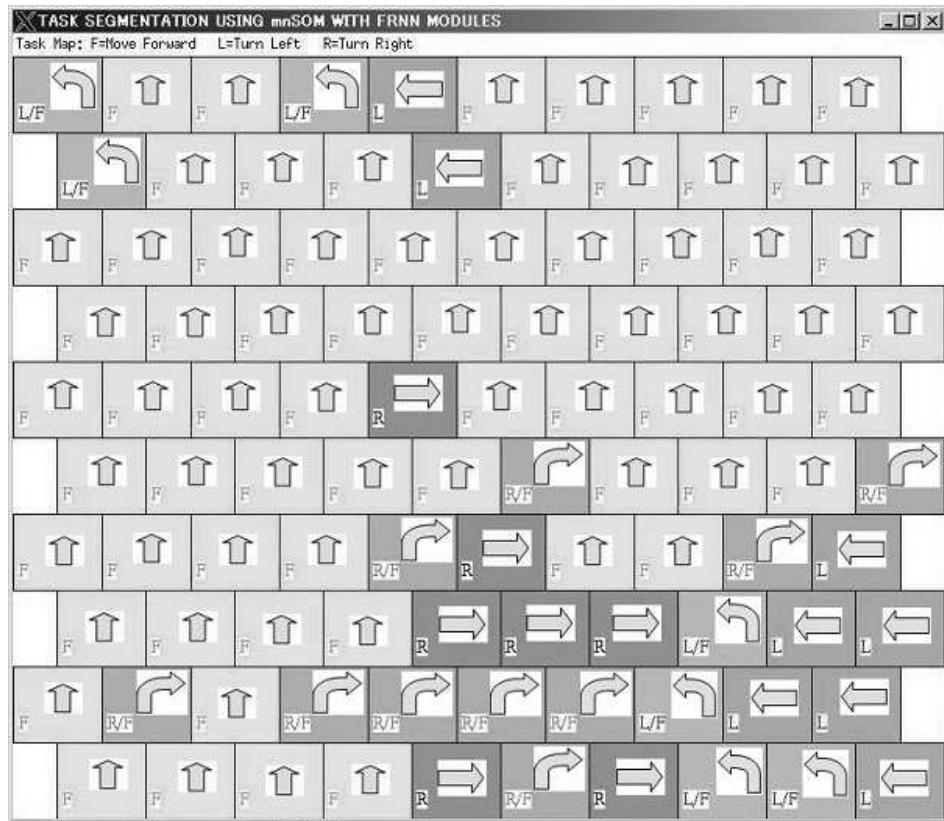 TASK SEGMENTATION USING mnSOM WITH FRNN MODULES
Task Map: F=Move Forward L=Turn Left R=Turn Right
L/F F F L/F L F F F F F
L/F F F F L F F F F F
F F F F F F F F F F
F F F F F F F F F F
F F F F R F F F F F
F F F F F R/F F F F R/F
F F F F R/F R F F R/F L
F F F F R R R L/F L L
F R/F F R/F R/F R/F R/F L/F L L
F F F F R R/F R L/F L/F L